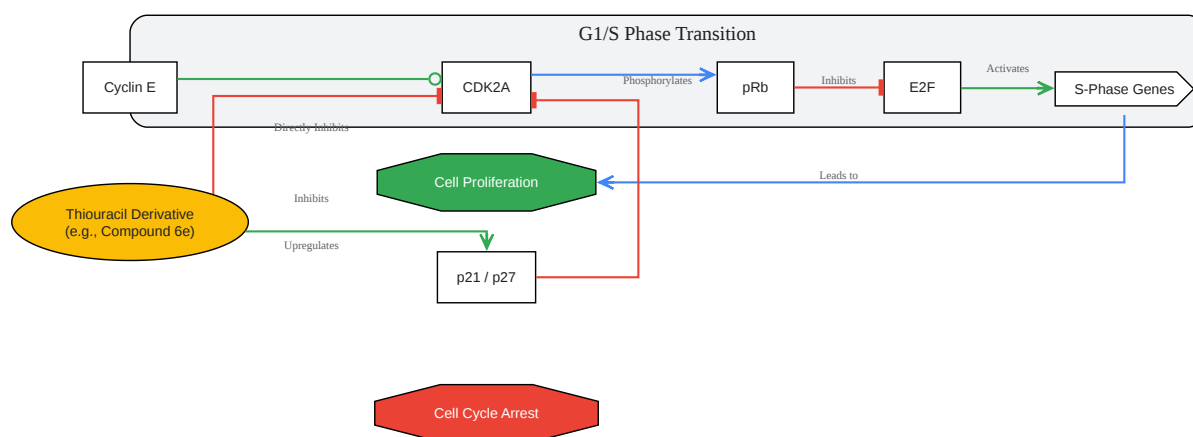 G1/S Phase Transition
Cyclin E
CDK2A
Phosphorylates
pRb
Inhibits
E2F
Activates
S-Phase Genes
Directly Inhibits
Cell Proliferation
Leads to
Inhibits
Thiouracil Derivative
(e.g., Compound 6e)
Upregulates
p21 / p27
Cell Cycle Arrest